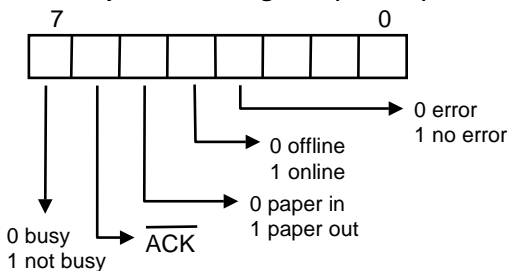 7 0
0 error
1 no error
0 offline
1 online
0 paper in
1 paper out
0 busy
1 not busy
ACK